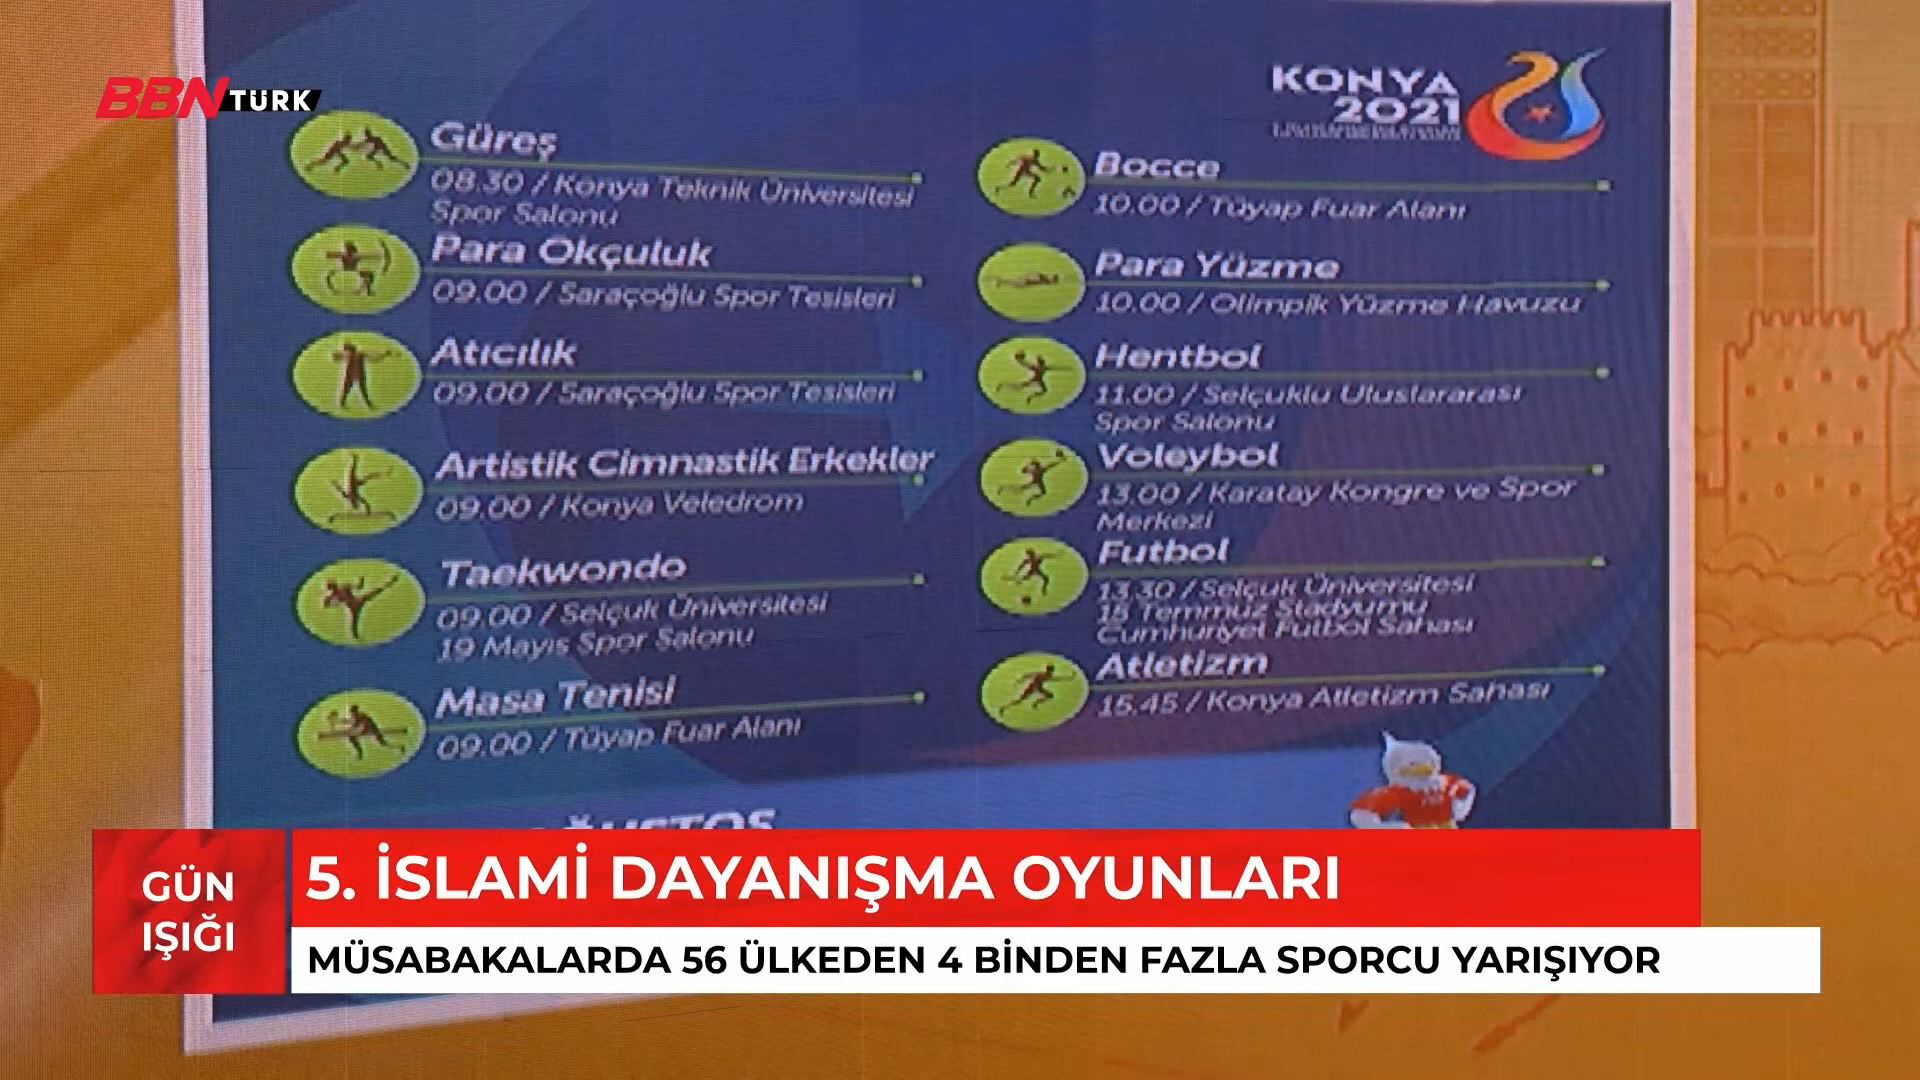 BBN TÜRK
KONYA
2021
Güreş
08.30 / Konya Teknik Üniversitesi
Spor Salonu
Para Okçuluk
09.00 / Saraçoğlu Spor Tesisleri
Atıcılık
09.00 / Saraçoğlu Spor Tesisleri
Artistik Cimnastik Erkekler
09.00 / Konya Veledrom
Taekwondo
09.00 / Selçuk Üniversitesi
19 Mayıs Spor Salonu
Masa Tenisi
09.00 / Tüyap Fuar Alanı
Bocce
10.00 / Tüyap Fuar Alanı
Para Yüzme
10.00 / Olimpik Yüzme Havuzu
Hentbol
11.00 / Selçuklu Uluslararası
Spor Salonu
Voleybol
13.00 / Karatay Kongre ve Spor
Merkezi
Futbol
13.30 / Selçuk Üniversitesi
15 Temmuz Stadyumu
Cumhuriyet Futbol Sahası
Atletizm
15.45 / Konya Atletizm Sahası
GÜN
IŞIĞI
5. İSLAMİ DAYANIŞMA OYUNLARI
MÜSABAKALARDA 56 ÜLKEDEN 4 BİNDEN FAZLA SPORCU YARIŞIYOR